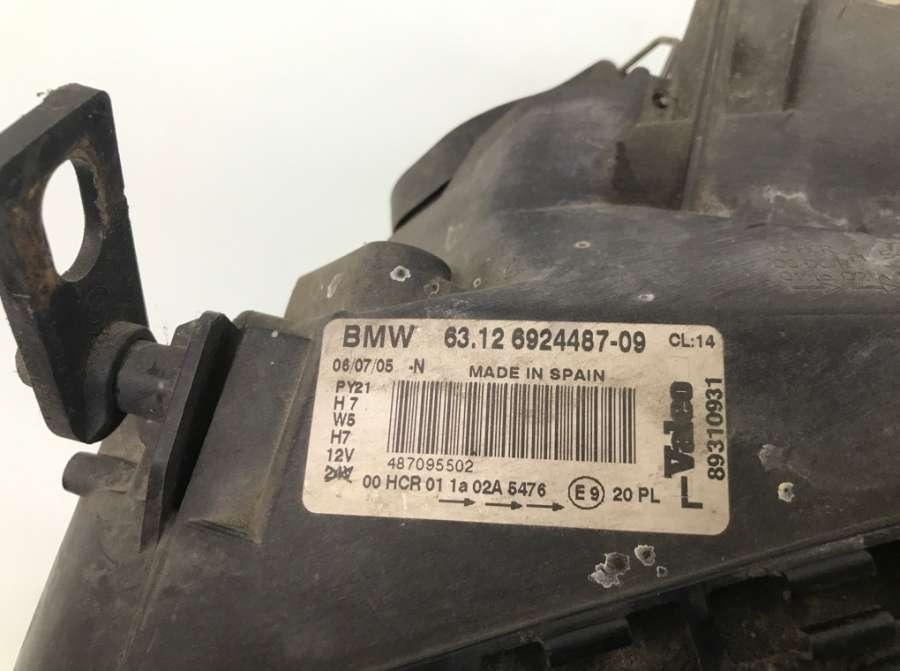 BMW 63.12 6924487-09 CL:14
06/07/05 -N MADE IN SPAIN
PY21
H7
W5
H7
12V
487095502
00 HCR 01 1a 02A 5476 E9 20 PL
L Valeo
89310931